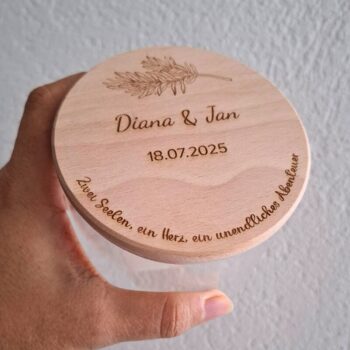 Diana & Jan
18.07.2025
Zwei Seelen, ein Herz, ein unendliches Abenteuer